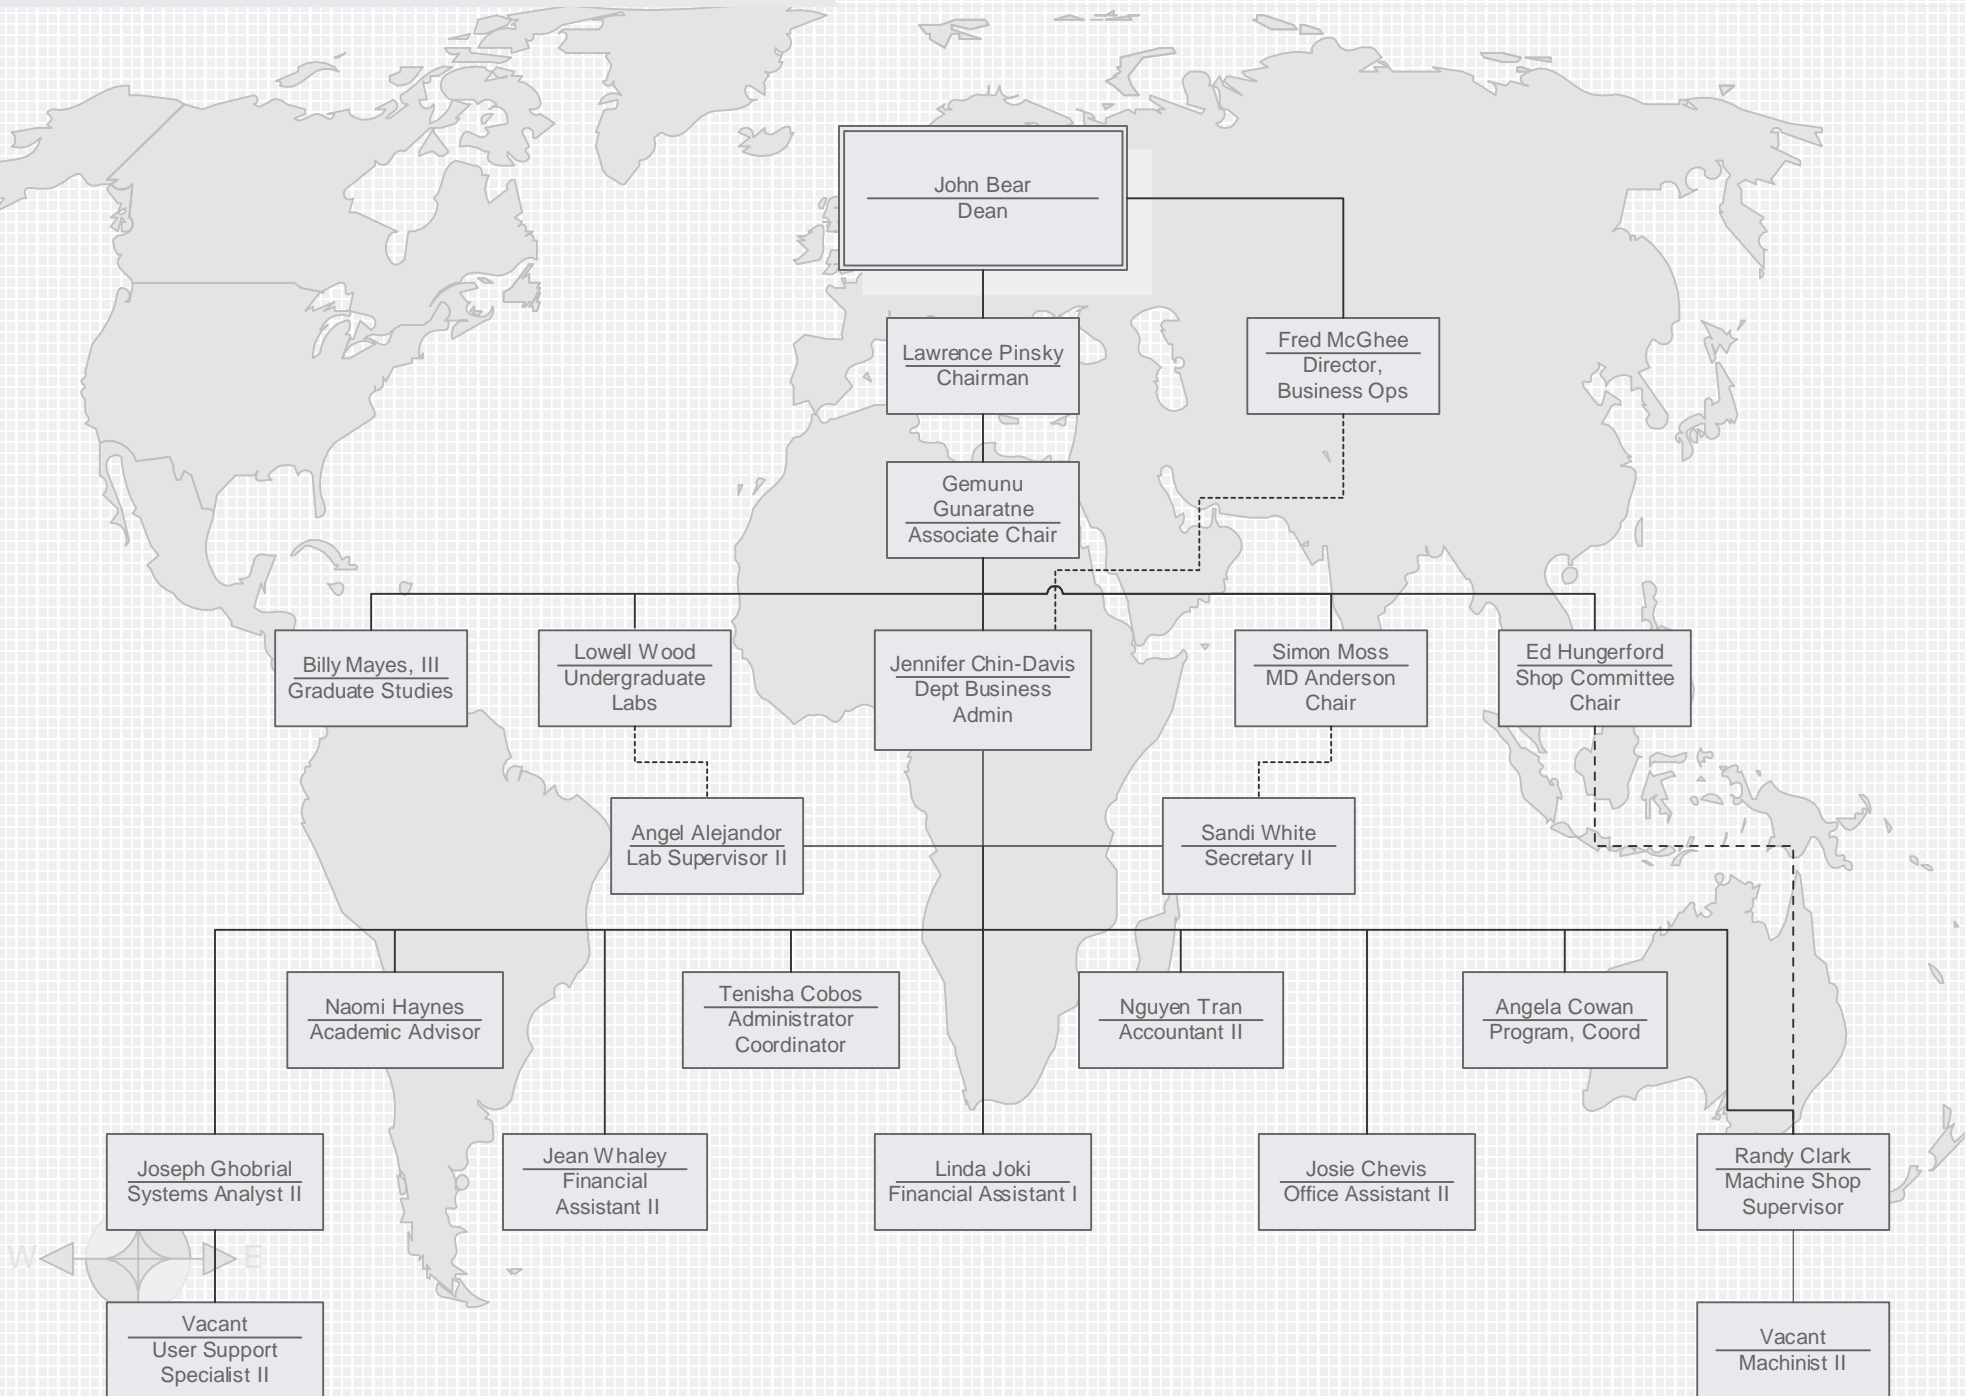 John Bear
Dean
Lawrence Pinsky
Chairman
Fred McGhee
Director,
Business Ops
Gemunu
Gunaratne
Associate Chair
Billy Mayes, III
Graduate Studies
Lowell Wood
Undergraduate
Labs
Jennifer Chin-Davis
Dept Business
Admin
Simon Moss
MD Anderson
Chair
Ed Hungerford
Shop Committee
Chair
Angel Alejandor
Lab Supervisor II
Sandi White
Secretary II
Naomi Haynes
Academic Advisor
Tenisha Cobos
Administrator
Coordinator
Nguyen Tran
Accountant II
Angela Cowan
Program, Coord
Joseph Ghobrial
Systems Analyst II
Jean Whaley
Financial
Assistant II
Linda Joki
Financial Assistant I
Josie Chevis
Office Assistant II
Randy Clark
Machine Shop
Supervisor
W
E
Vacant
User Support
Specialist II
Vacant
Machinist II